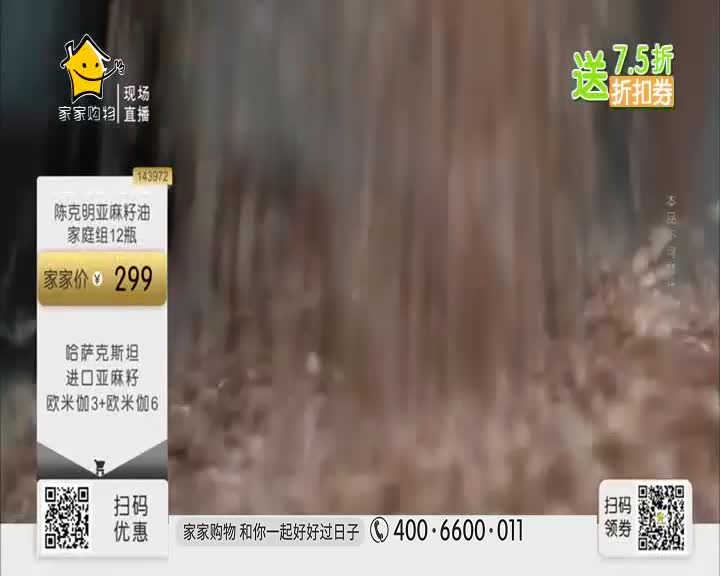 家家购物
现场
直播
送
7.5折
折扣券
143972
陈克明亚麻籽油
家庭组12瓶
家家价 ¥ 299
哈萨克斯坦
进口亚麻籽
欧米伽3+欧米伽6
扫码
优惠
家家购物 和你一起好好过日子
400·6600·011
扫码
领券